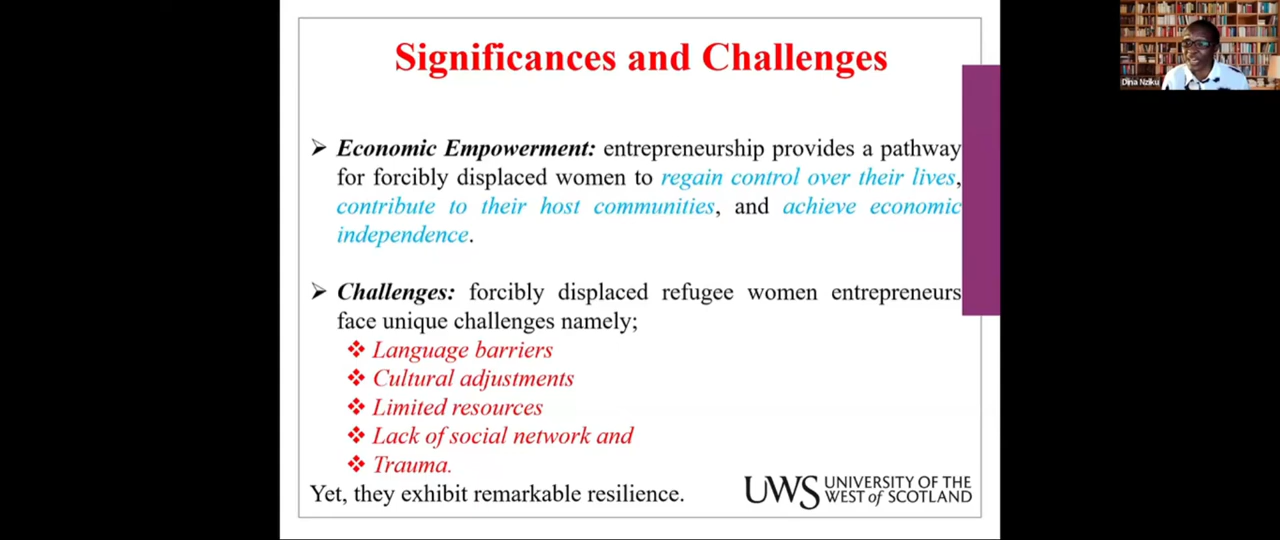 Significances and Challenges
Dina Nziku
➢ Economic Empowerment: entrepreneurship provides a pathway
for forcibly displaced women to regain control over their lives,
contribute to their host communities, and achieve economic
independence.
➢ Challenges: forcibly displaced refugee women entrepreneurs
face unique challenges namely;
❖ Language barriers
❖ Cultural adjustments
❖ Limited resources
❖ Lack of social network and
❖ Trauma.
Yet, they exhibit remarkable resilience.
UWS UNIVERSITY OF THE
WEST of SCOTLAND